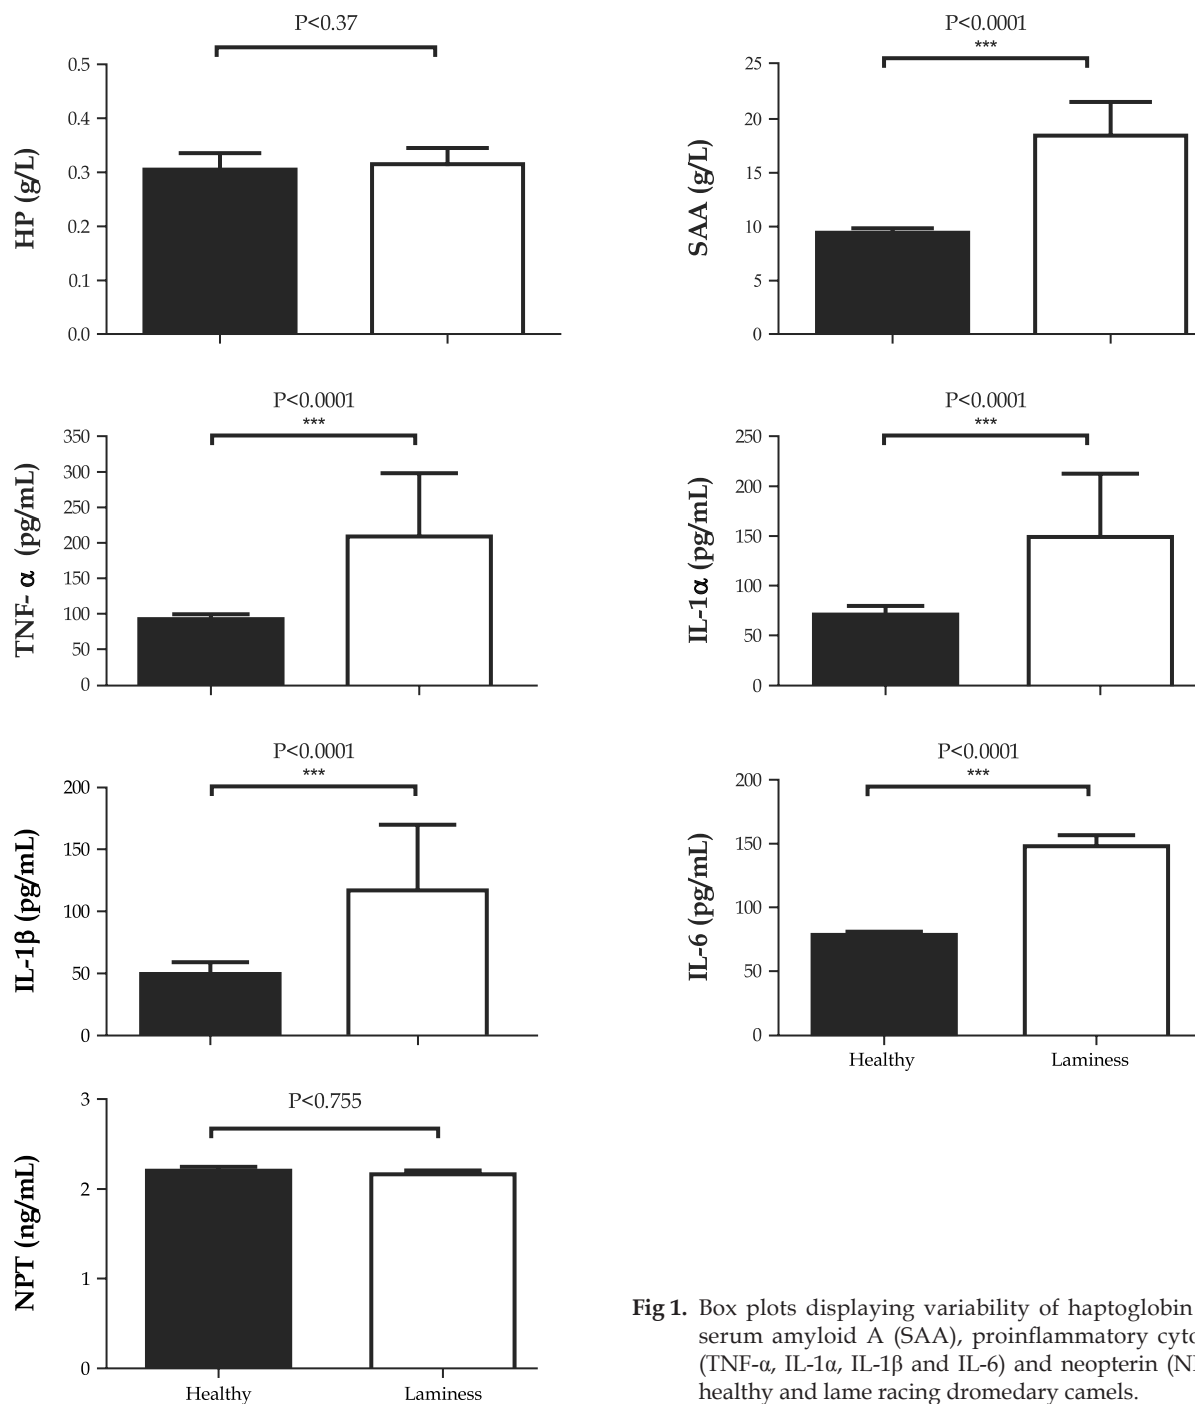 P<0.37
HP (g/L)
0.5
0.4
0.3
0.2
0.1
0.0
P<0.0001
***
SAA (g/L)
25
20
15
10
5
0
P<0.0001
***
TNF- α (pg/mL)
350
300
250
200
150
100
50
0
P<0.0001
***
IL-1α (pg/mL)
250
200
150
100
50
0
P<0.0001
***
IL-1β (pg/mL)
200
150
100
50
0
P<0.0001
***
IL-6 (pg/mL)
200
150
100
50
0
Healthy Laminess
P<0.755
NPT (ng/mL)
3
2
1
0
Healthy Laminess
Fig 1. Box plots displaying variability of haptoglobin
serum amyloid A (SAA), proinflammatory cyto
(TNF-α, IL-1α, IL-1β and IL-6) and neopterin
healthy and lame racing dromedary camels.